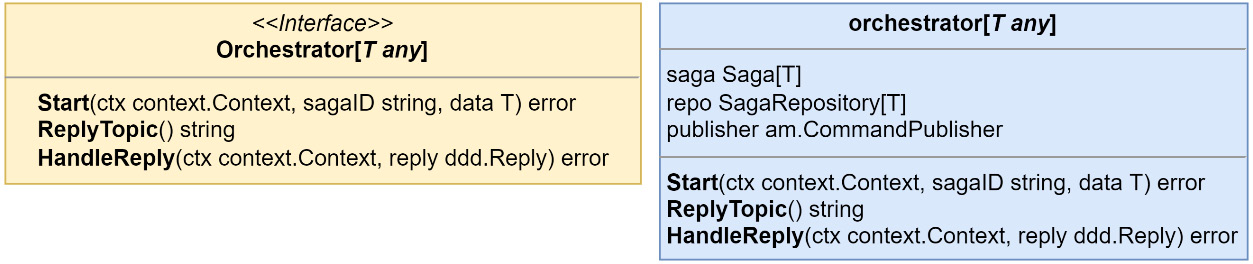 <<Interface>>
Orchestrator[T any]
Start(ctx context.Context, sagaID string, data T) error
ReplyTopic() string
HandleReply(ctx context.Context, reply ddd.Reply) error
orchestrator[T any]
saga Saga[T]
repo SagaRepository[T]
publisher am.CommandPublisher
Start(ctx context.Context, sagaID string, data T) error
ReplyTopic() string
HandleReply(ctx context.Context, reply ddd.Reply) error